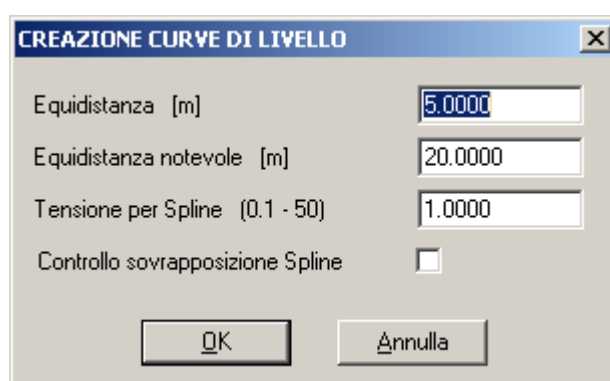 CREAZIONE CURVE DI LIVELLO
Equidistanza [m] 5.0000
Equidistanza notevole [m] 20.0000
Tensione per Spline (0.1 - 50) 1.0000
Controllo sovrapposizione Spline
OK Annulla